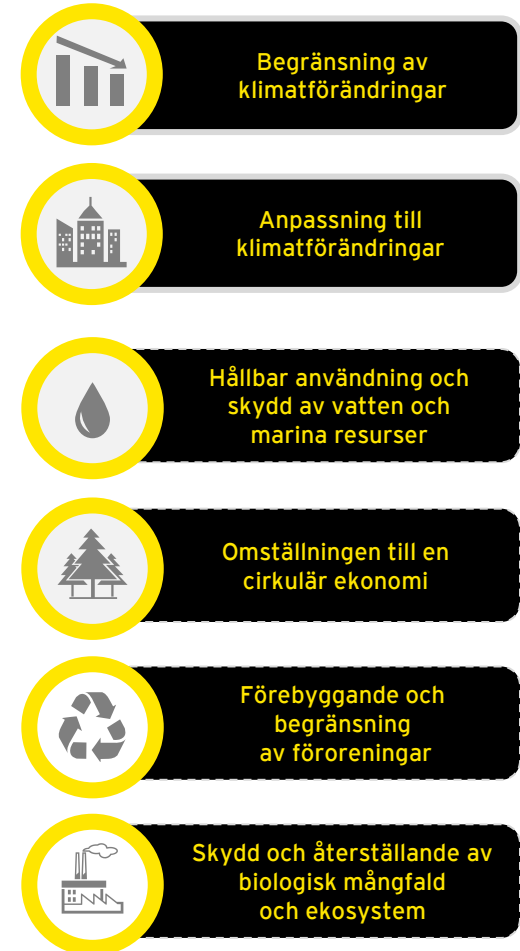 Begränsning av
klimatförändringar
Anpassning till
klimatförändringar
Hållbar användning och
skydd av vatten och
marina resurser
Omställningen till en
cirkulär ekonomi
Förebyggande och
begränsning
av föroreningar
Skydd och återställande av
biologisk mångfald
och ekosystem